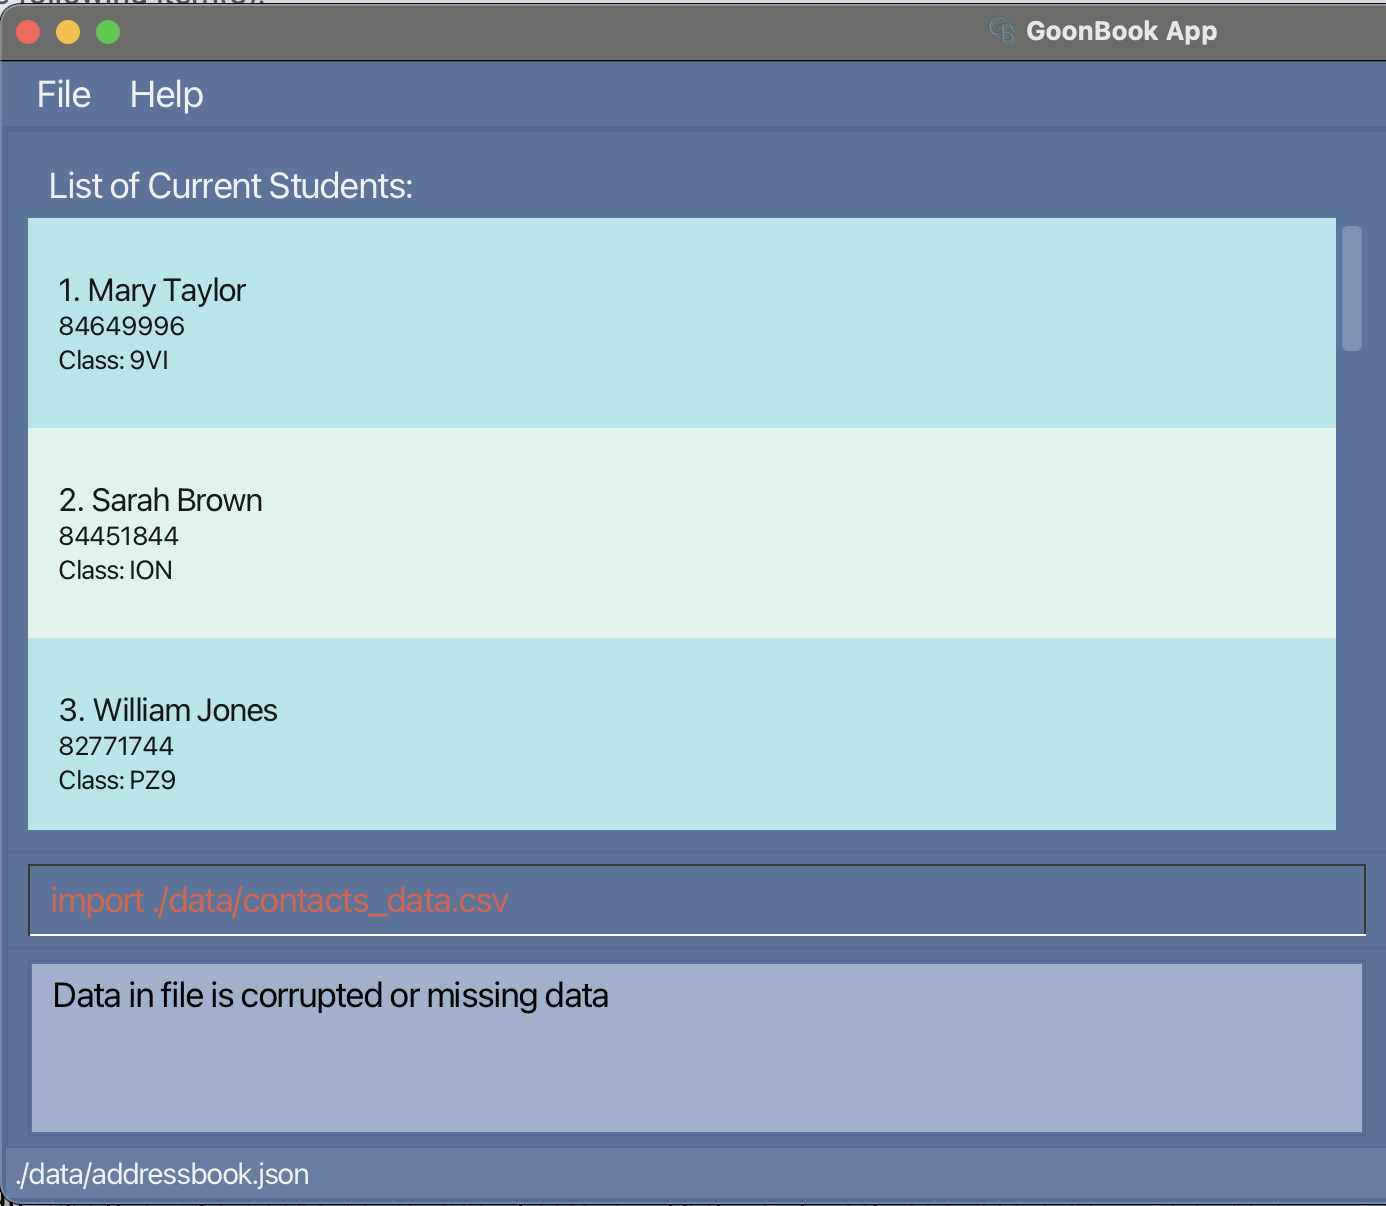 GoonBook App
File Help
List of Current Students:
1. Mary Taylor
84649996
Class: 9VI
2. Sarah Brown
84451844
Class: ION
3. William Jones
82771744
Class: PZ9
import ./data/contacts_data.csv
Data in file is corrupted or missing data
./data/addressbook.json